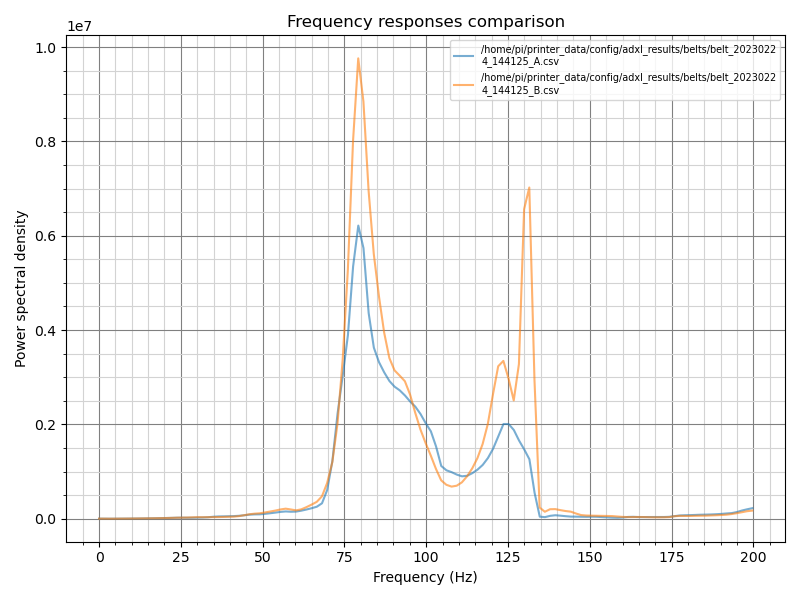 Frequency responses comparison
1e7
/home/pi/printer_data/config/adxl_results/belts/belt_2023022
4_144125_A.csv
/home/pi/printer_data/config/adxl_results/belts/belt_2023022
4_144125_B.csv
1.0
0.8
0.6
0.4
0.2
0.0
Power spectral density
0 25 50 75 100 125 150 175 200
Frequency (Hz)